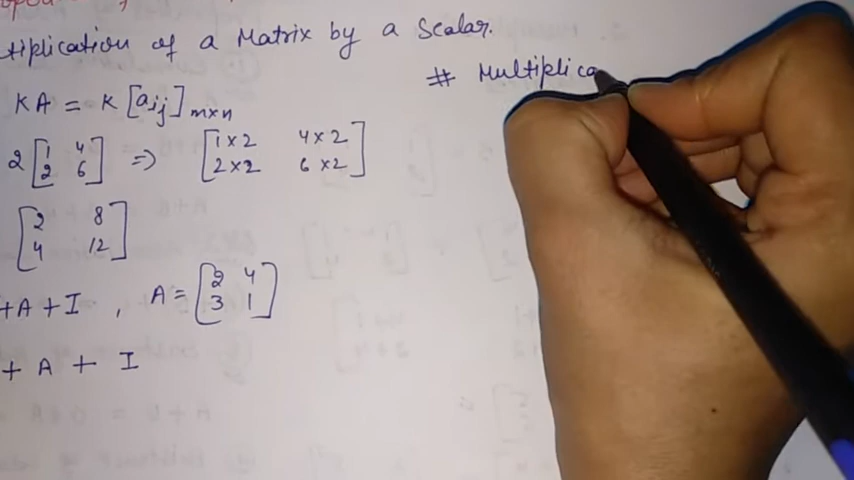 tiplication of a Matrix by a Scalar.
# Multiplica
KA = K [aij] m×n
2 [1 4 => [1×2 4×2
2 6] 2×2 6×2]
[2 8
4 12]
+A+I , A = [2 4
3 1]
+ A + I